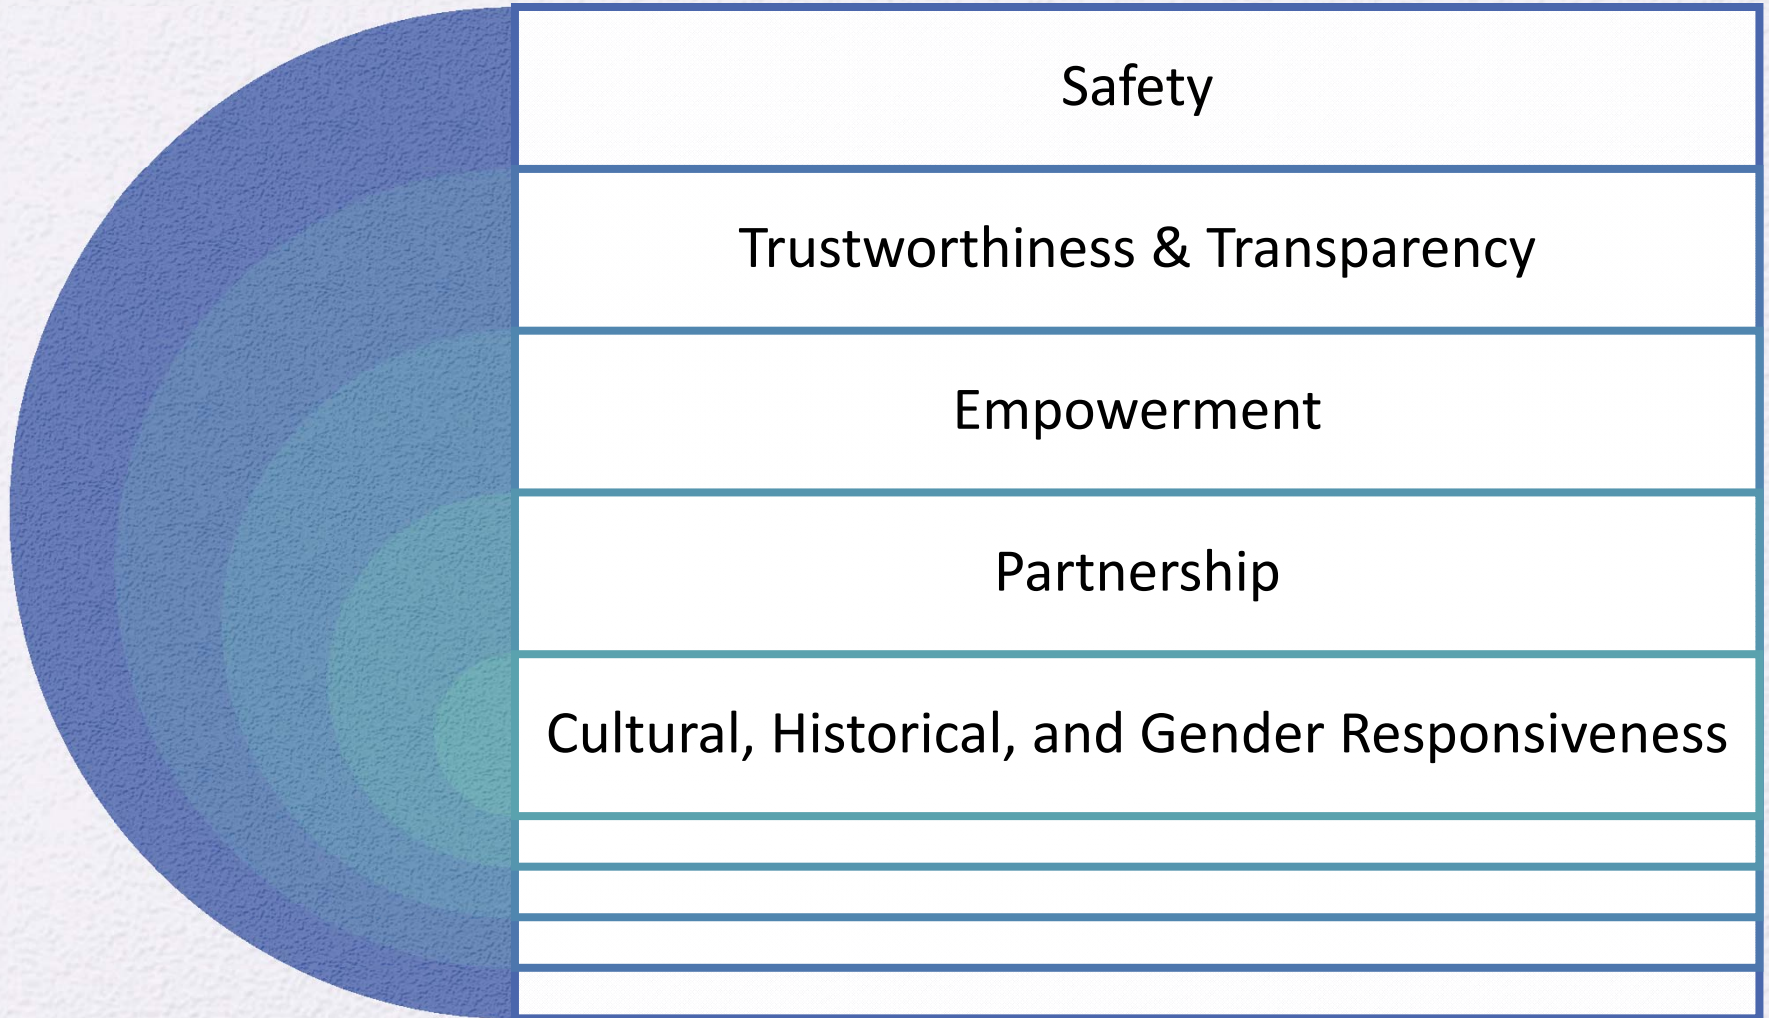 Safety
Trustworthiness & Transparency
Empowerment
Partnership
Cultural, Historical, and Gender Responsiveness